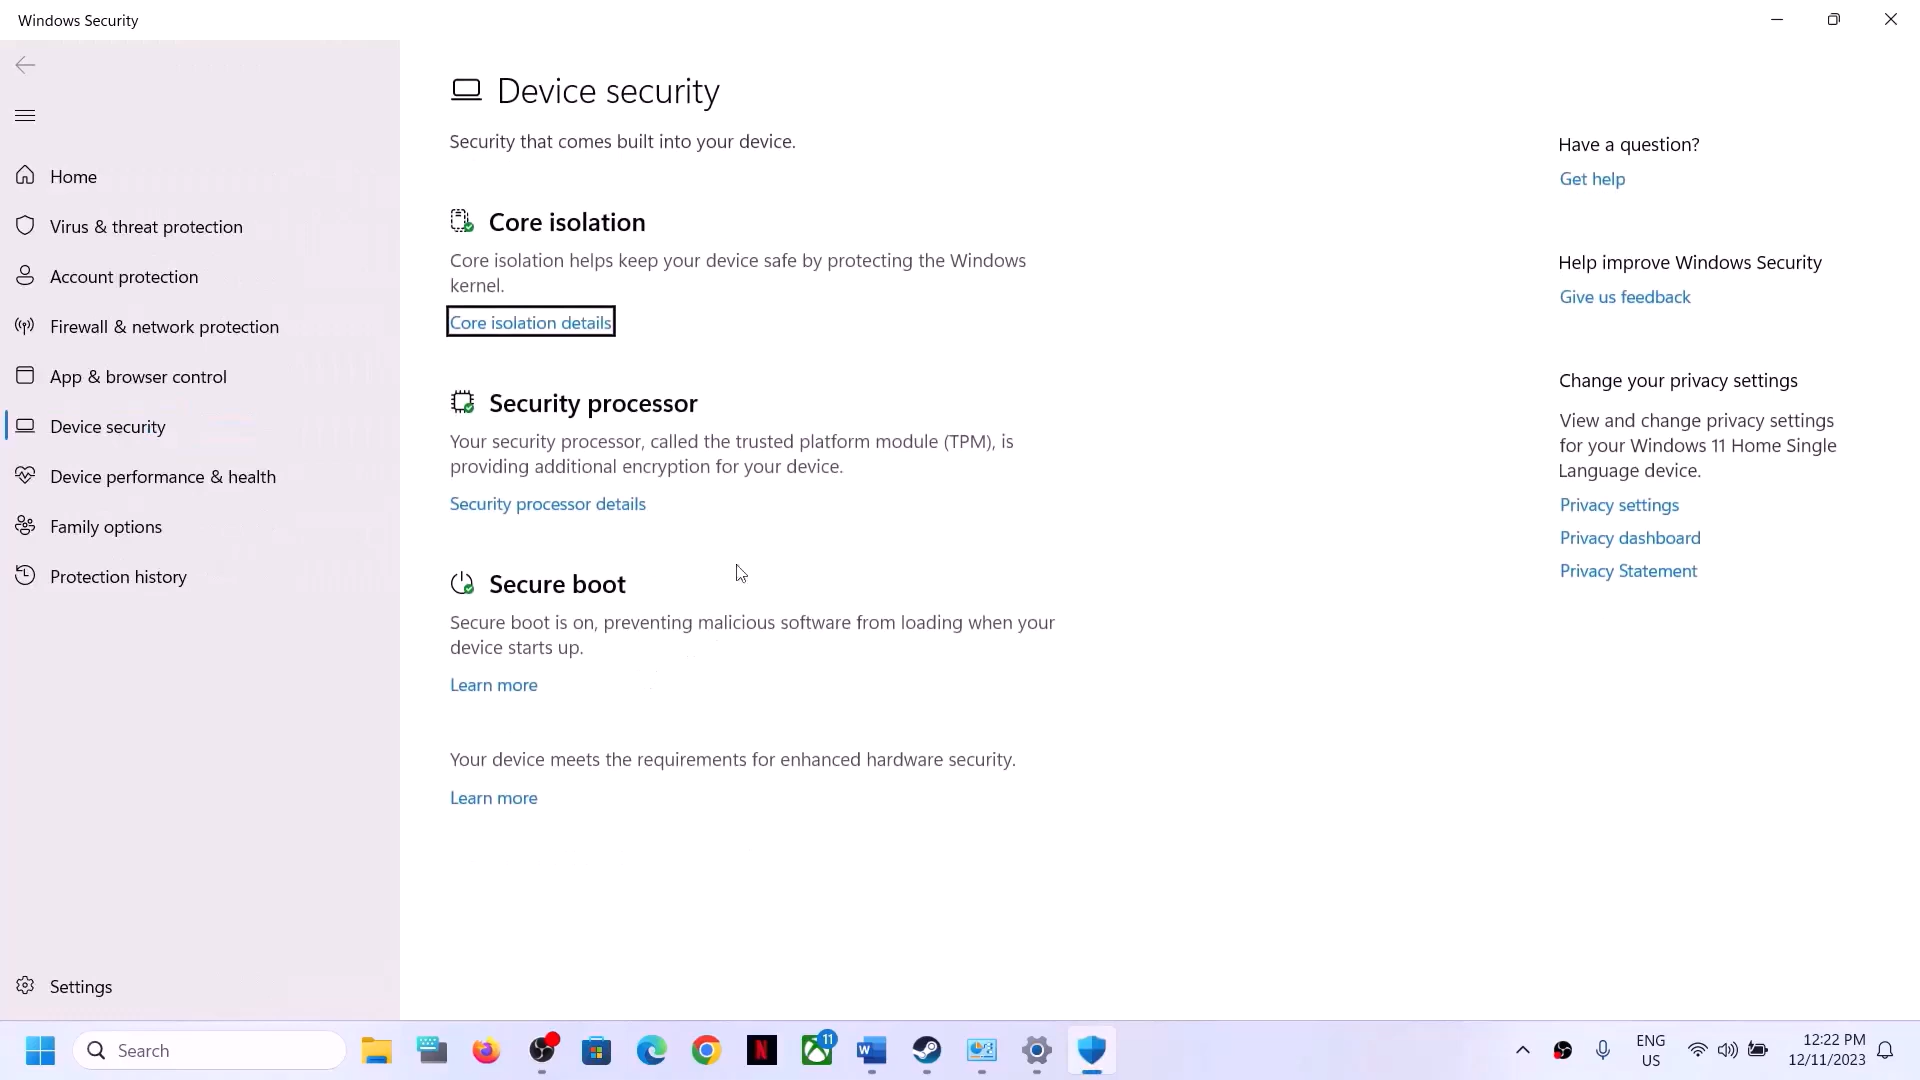 Windows Security
Home
Virus & threat protection
Account protection
Firewall & network protection
App & browser control
Device security
Device performance & health
Family options
Protection history
Settings
Device security
Security that comes built into your device.
Core isolation
Core isolation helps keep your device safe by protecting the Windows
kernel.
Core isolation details
Security processor
Your security processor, called the trusted platform module (TPM), is
providing additional encryption for your device.
Security processor details
Secure boot
Secure boot is on, preventing malicious software from loading when your
device starts up.
Learn more
Your device meets the requirements for enhanced hardware security.
Learn more
Have a question?
Get help
Help improve Windows Security
Give us feedback
Change your privacy settings
View and change privacy settings
for your Windows 11 Home Single
Language device.
Privacy settings
Privacy dashboard
Privacy Statement
Search
N
11
W
ENG
US
12:22 PM
12/11/2023